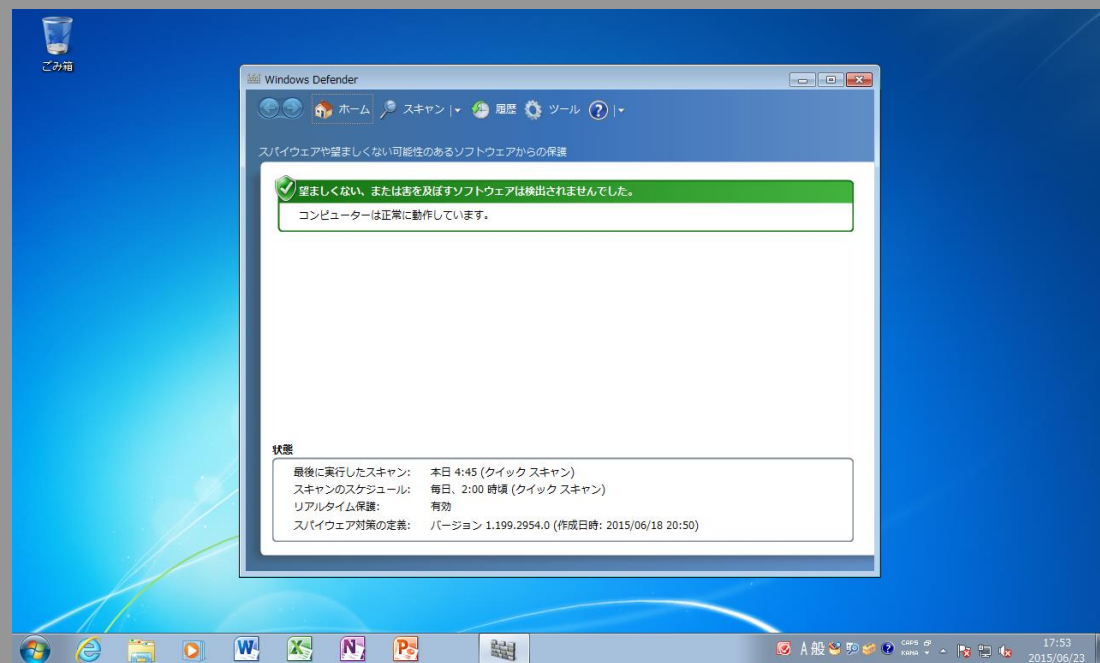 ごみ箱
Windows Defender
ホーム スキャン 履歴 ツール
スパイウェアや望ましくない可能性のあるソフトウェアからの保護
望ましくない、または害を及ぼすソフトウェアは検出されませんでした。
コンピューターは正常に動作しています。
状態
最後に実行したスキャン: 本日 4:45 (クイック スキャン)
スキャンのスケジュール: 毎日、2:00 時頃 (クイック スキャン)
リアルタイム保護: 有効
スパイウェア対策の定義: バージョン 1.199.2954.0 (作成日時: 2015/06/18 20:50)
A 般 CAPS
KANA
17:53
2015/06/23